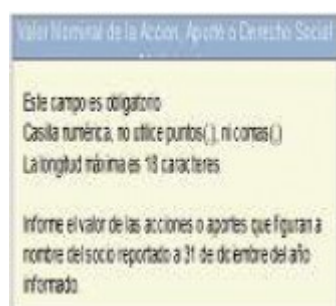 Valor Nominal de la Acción, Aporte o Derecho Social
Este campo es obligatorio
Casilla numérica, no utilice puntos(.), ni comas(,)
La longitud máxima es 18 caracteres
Informe el valor de las acciones o aportes que figuran a
nombre del socio reportado a 31 de diciembre del año
informado.